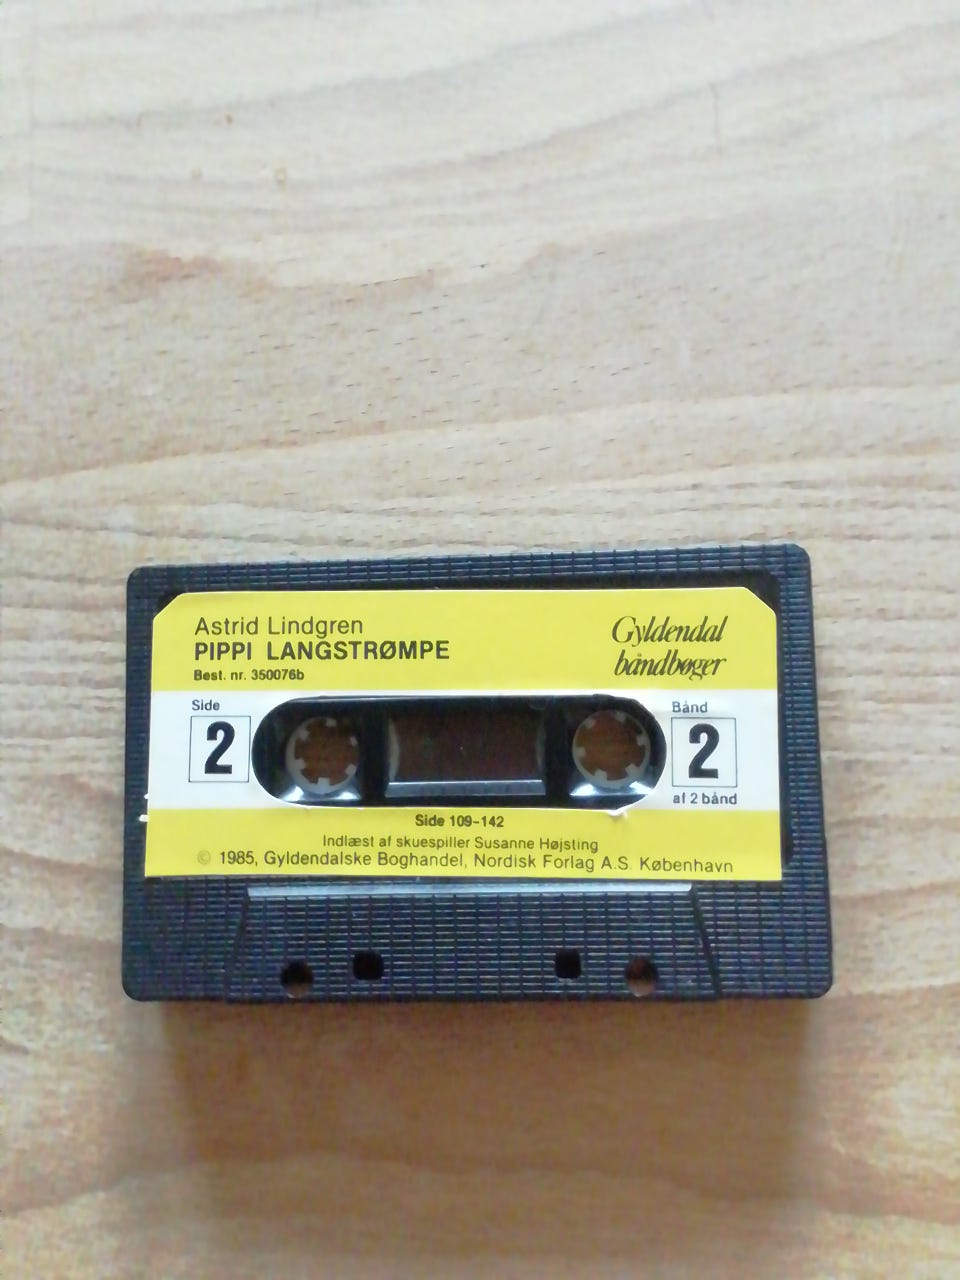 Astrid Lindgren
PIPPI LANGSTRØMPE
Best. nr. 350076b
Gyldendal
båndbøger
Side
2
Bånd
2
af 2 bånd
Side 109-142
Indlæst af skuespiller Susanne Højsting
© 1985, Gyldendalske Boghandel, Nordisk Forlag A.S. København